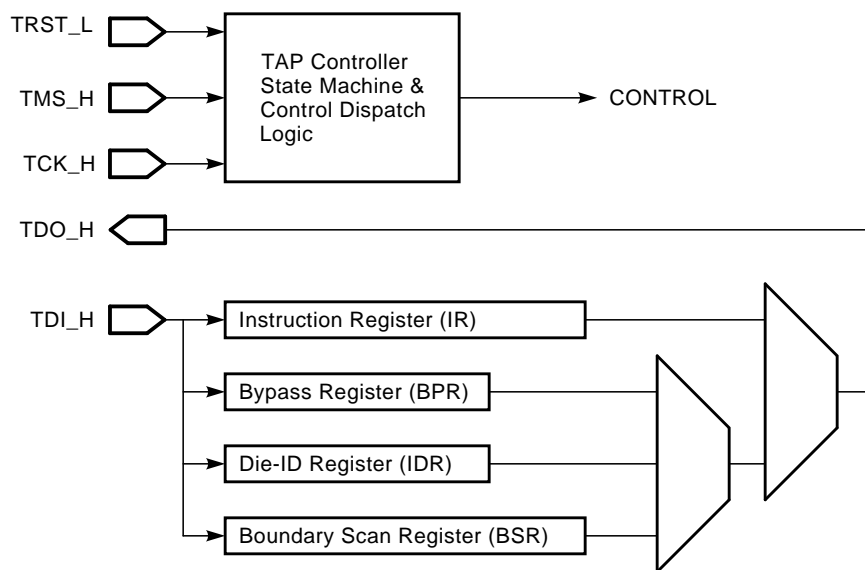 TRST_L
TMS_H
TCK_H
TAP Controller
State Machine &
Control Dispatch
Logic
CONTROL
TDO_H
TDI_H
Instruction Register (IR)
Bypass Register (BPR)
Die-ID Register (IDR)
Boundary Scan Register (BSR)